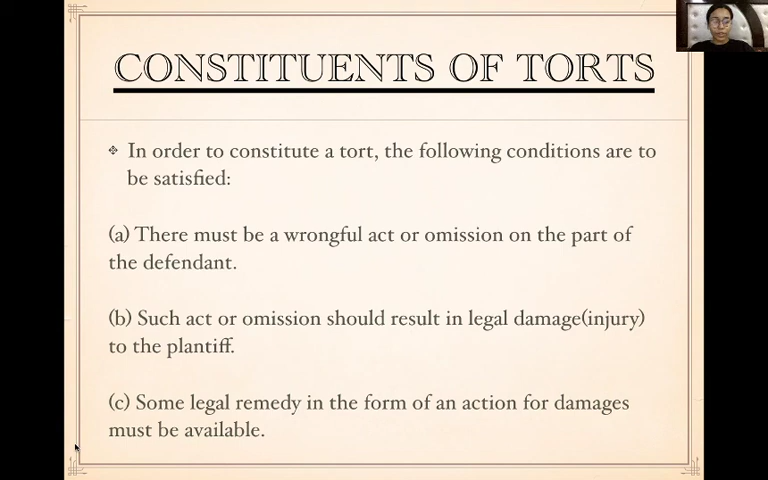 CONSTITUENTS OF TORTS
In order to constitute a tort, the following conditions are to
be satisfied:
(a) There must be a wrongful act or omission on the part of
the defendant.
(b) Such act or omission should result in legal damage(injury)
to the plantiff.
(c) Some legal remedy in the form of an action for damages
must be available.